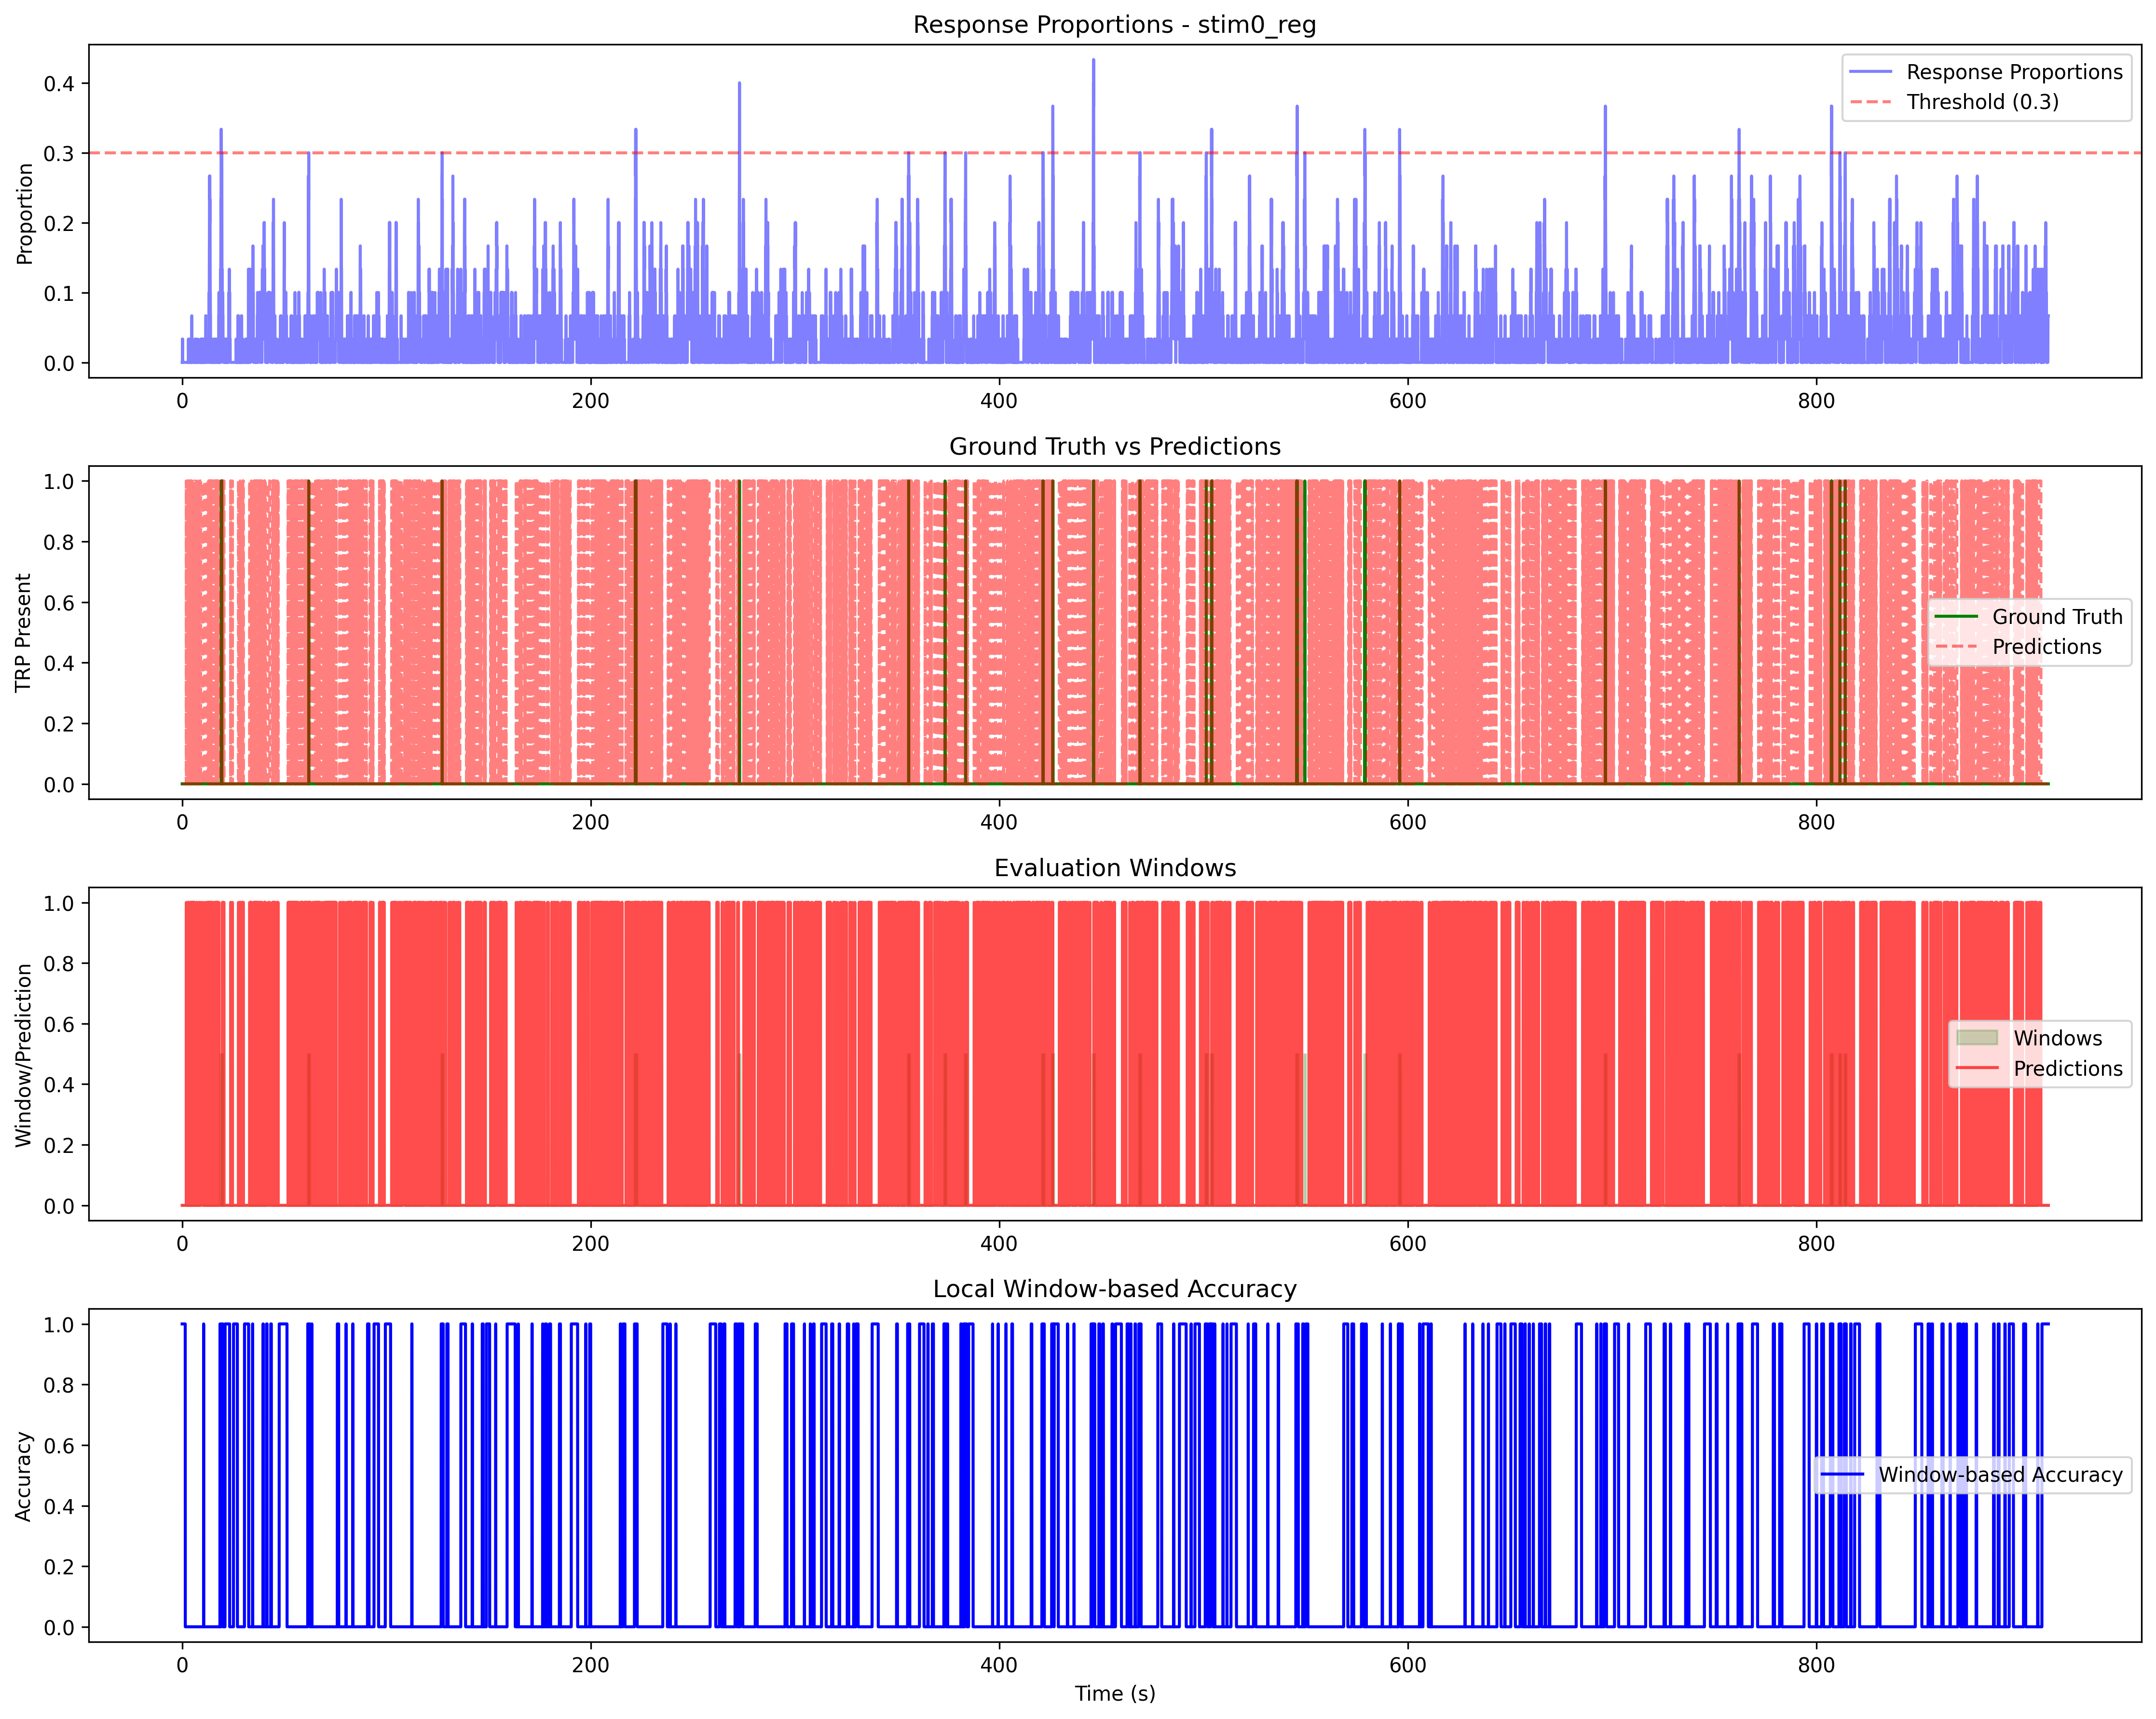 Response Proportions - stim0_reg
Proportion
0.4
0.3
0.2
0.1
0.0
Response Proportions
Threshold (0.3)
0
200
400
600
800
Ground Truth vs Predictions
TRP Present
1.0
0.8
0.6
0.4
0.2
0.0
Ground Truth
Predictions
0
200
400
600
800
Evaluation Windows
Window/Prediction
1.0
0.8
0.6
0.4
0.2
0.0
Windows
Predictions
0
200
400
600
800
Local Window-based Accuracy
Accuracy
1.0
0.8
0.6
0.4
0.2
0.0
Window-based Accuracy
0
200
400
600
800
Time (s)